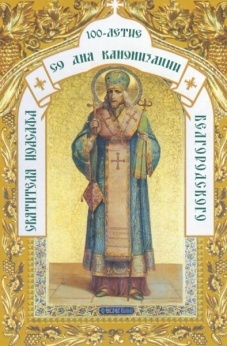 100-ЛЕТИЕ
СО ДНЯ КАНОНИЗАЦИИ
СВЯТИТЕЛЯ ИОАСАФА
БЕЛГОРОДСКОГО